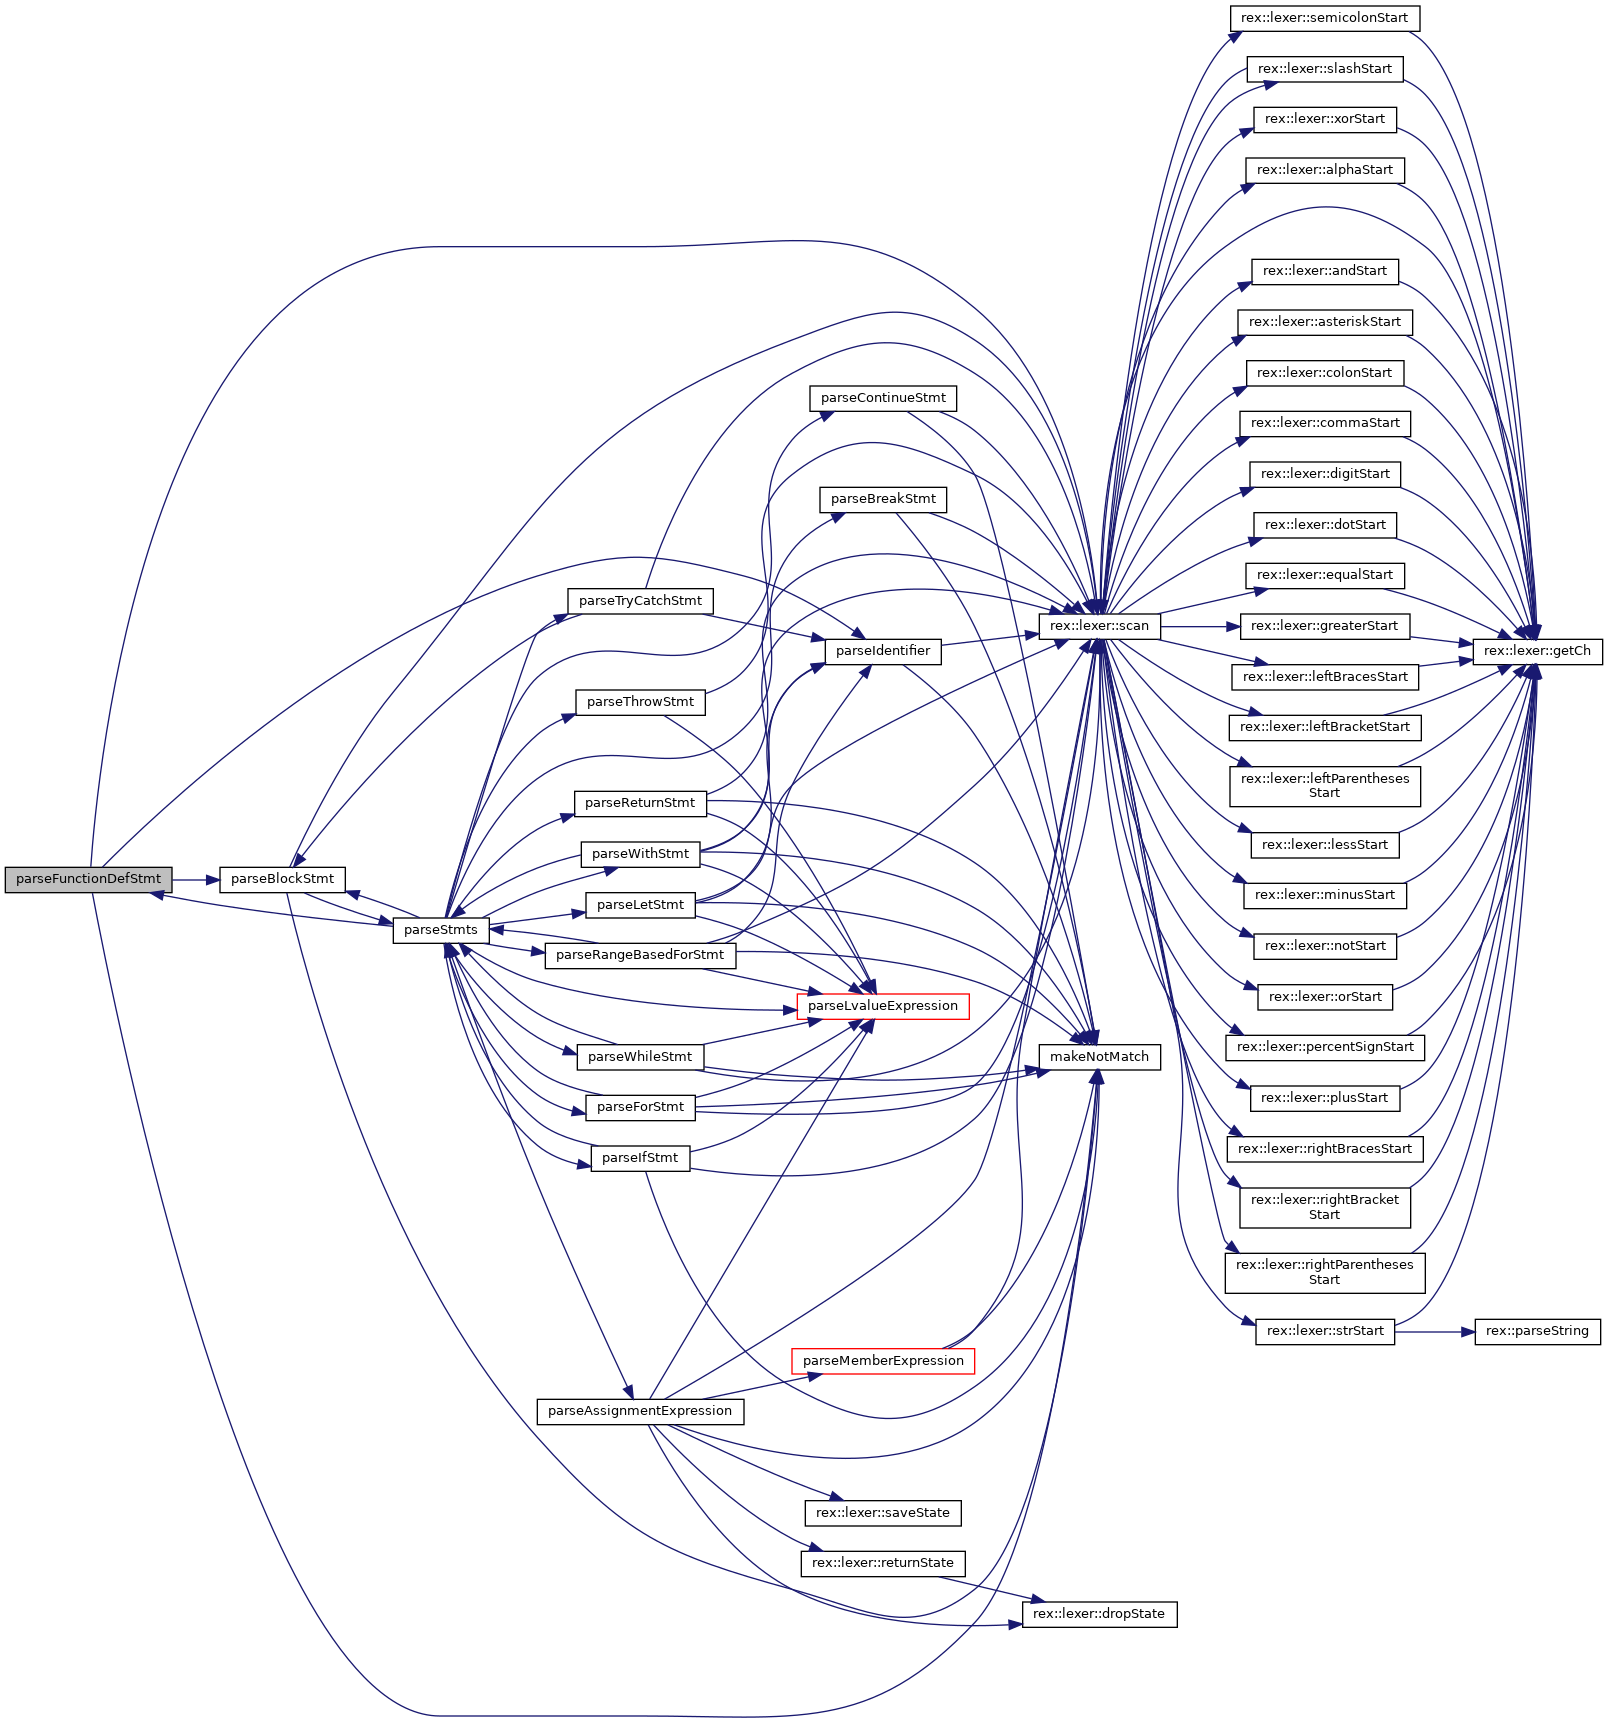 rex::lexer::semicolonStart
rex::lexer::slashStart
rex::lexer::xorStart
rex::lexer::alphaStart
rex::lexer::andStart
rex::lexer::asteriskStart
rex::lexer::colonStart
parseContinueStmt
rex::lexer::commaStart
rex::lexer::digitStart
parseBreakStmt
rex::lexer::dotStart
rex::lexer::equalStart
parseTryCatchStmt
rex::lexer::scan
rex::lexer::greaterStart
parseIdentifier
rex::lexer::getCh
rex::lexer::leftBracesStart
parseThrowStmt
rex::lexer::leftBracketStart
rex::lexer::leftParentheses
Start
parseReturnStmt
rex::lexer::lessStart
parseWithStmt
parseFunctionDefStmt
parseBlockStmt
rex::lexer::minusStart
parseLetStmt
parseStmts
rex::lexer::notStart
parseRangeBasedForStmt
rex::lexer::orStart
parseLvalueExpression
rex::lexer::percentSignStart
parseWhileStmt
makeNotMatch
rex::lexer::plusStart
parseForStmt
rex::lexer::rightBracesStart
parseIfStmt
rex::lexer::rightBracket
Start
rex::lexer::rightParentheses
Start
rex::lexer::strStart
rex::parseString
parseMemberExpression
parseAssignmentExpression
rex::lexer::saveState
rex::lexer::returnState
rex::lexer::dropState